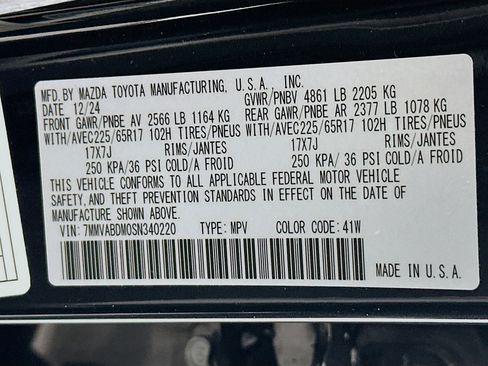 MFD. BY MAZDA TOYOTA MANUFACTURING, U.S.A., INC.
DATE 12/24 GVWR/PNBV 4861 LB 2205 KG
FRONT GAWR/PNBE AV 2566 LB 1164 KG REAR GAWR/PNBE AR 2377 LB 1078 KG
WITH/AVEC225/65R17 102H TIRES/PNEUS WITH/AVEC225/65R17 102H TIRES/PNEUS
17X7J RIMS/JANTES 17X7J RIMS/JANTES
250 KPA/36 PSI COLD/A FROID 250 KPA/ 36 PSI COLD/A FROID
THIS VEHICLE CONFORMS TO ALL APPLICABLE FEDERAL MOTOR VEHICLE
SAFETY,AND THEFT PREVENTION STANDARDS IN EFFECT ON THE DATE OF
MANUFACTURE SHOWN ABOVE.
VIN: 7MMVABDM0SN340220 TYPE: MPV COLOR CODE: 41W
MADE IN U.S.A.